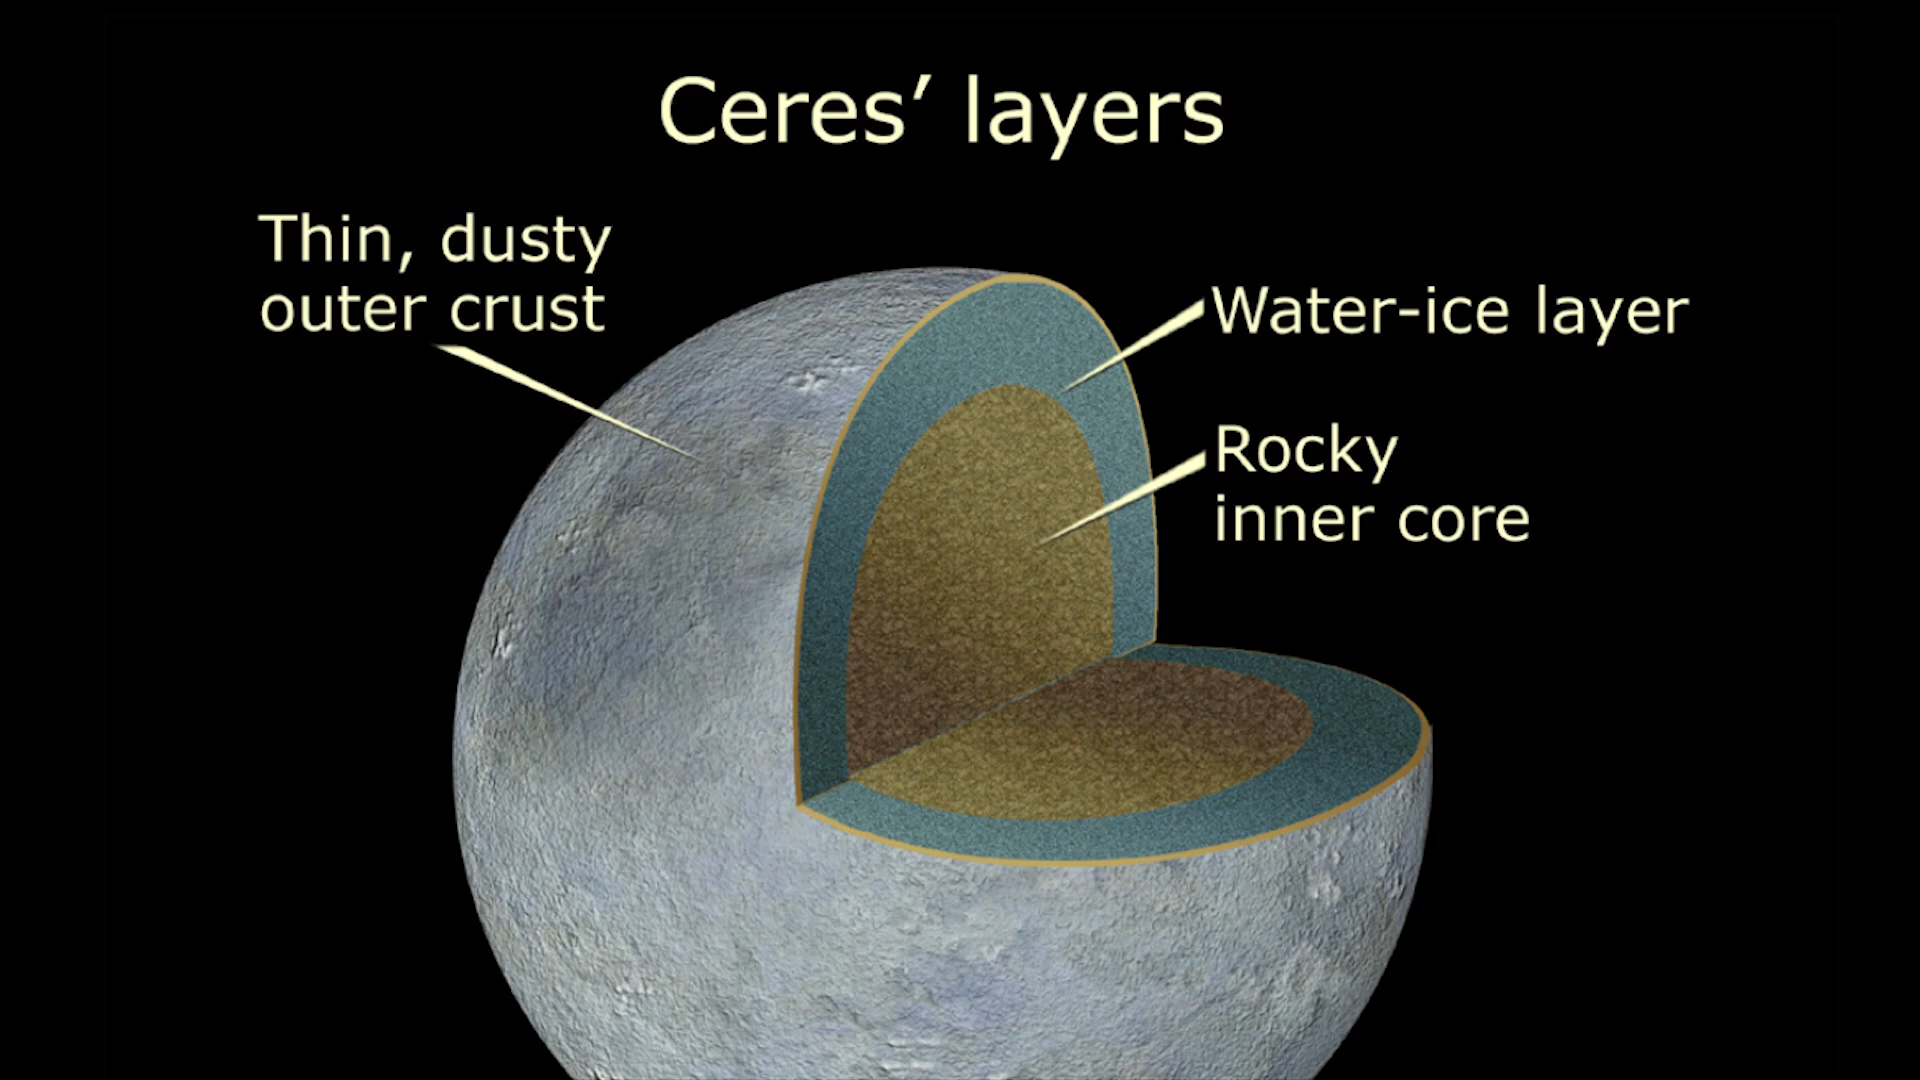 Ceres’ layers
Thin, dusty
outer crust
Water-ice layer
Rocky
inner core